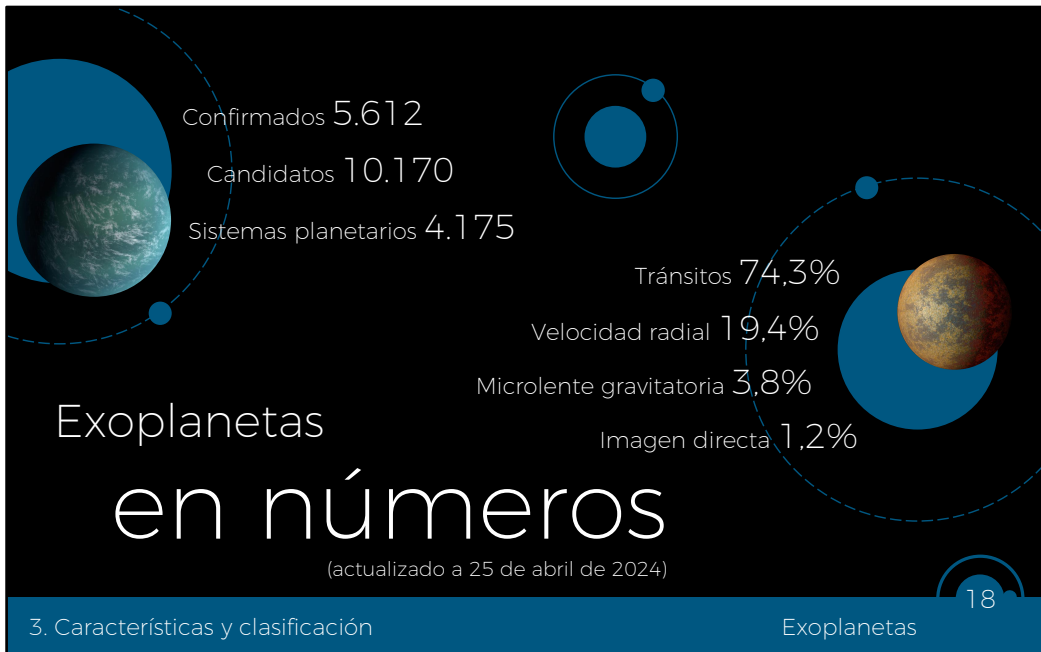 Confirmados 5.612
Candidatos 10.170
Sistemas planetarios 4.175
Tránsitos 74,3%
Velocidad radial 19,4%
Microlente gravitatoria 3,8%
Imagen directa 1,2%
Exoplanetas
en números
(actualizado a 25 de abril de 2024)
18
3. Características y clasificación
Exoplanetas